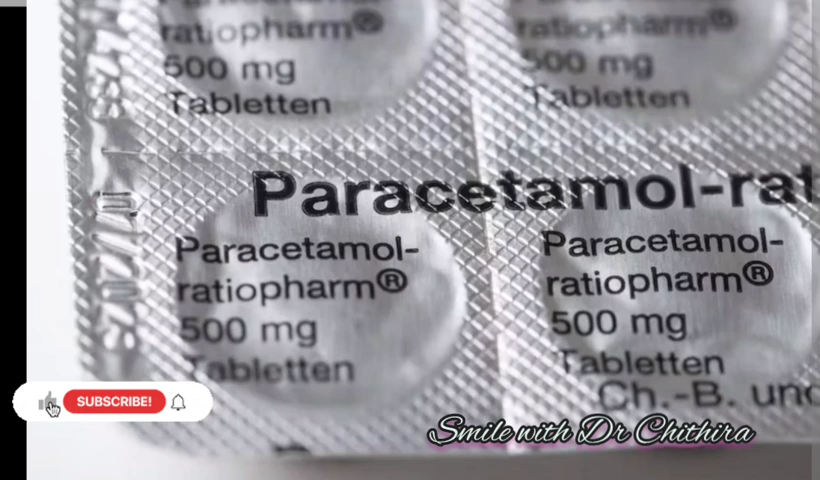 ratiopharm®
500 mg
Tabletten
ratiopharm®
500 mg
Tabletten
Paracetamol-rat
Paracetamol-
ratiopharm®
500 mg
Tabletten
Paracetamol-
ratiopharm®
500 mg
Tabletten
Ch.-B. und
SUBSCRIBE!
Smile with Dr Chithira